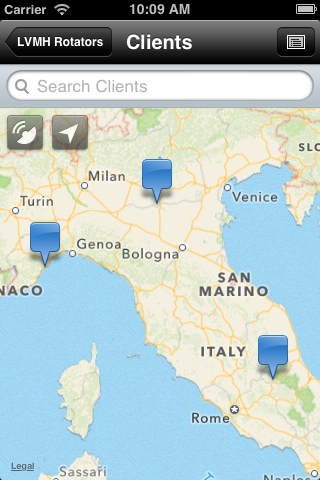 Carrier 10:09 AM
LVMH Rotators Clients
Search Clients
SLO
Milan
Venice
Turin
Genoa
Bologna
NACO
SAN
MARINO
ITALY
Rome
Legal
Sassari
Naples